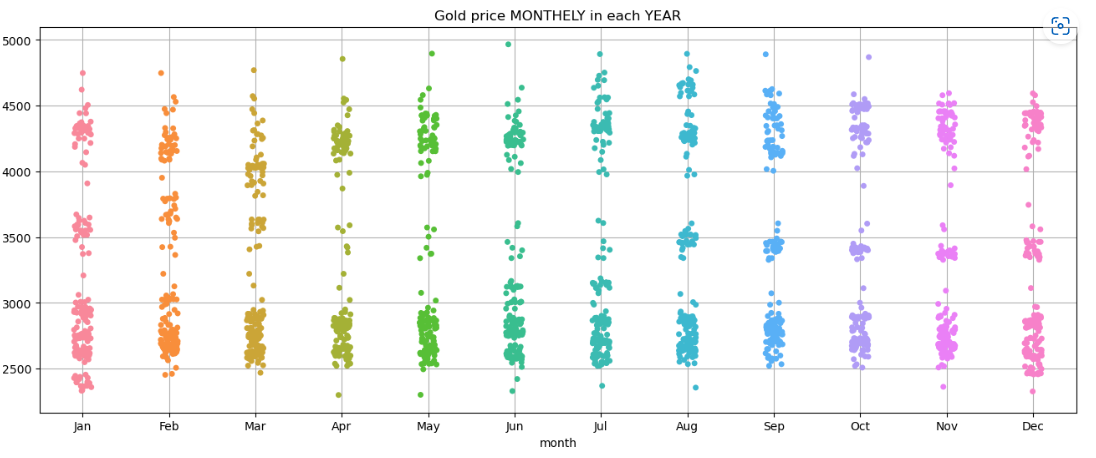 Gold price MONTHELY in each YEAR
5000
4500
4000
3500
3000
2500
Jan Feb Mar Apr May Jun Jul Aug Sep Oct Nov Dec
month